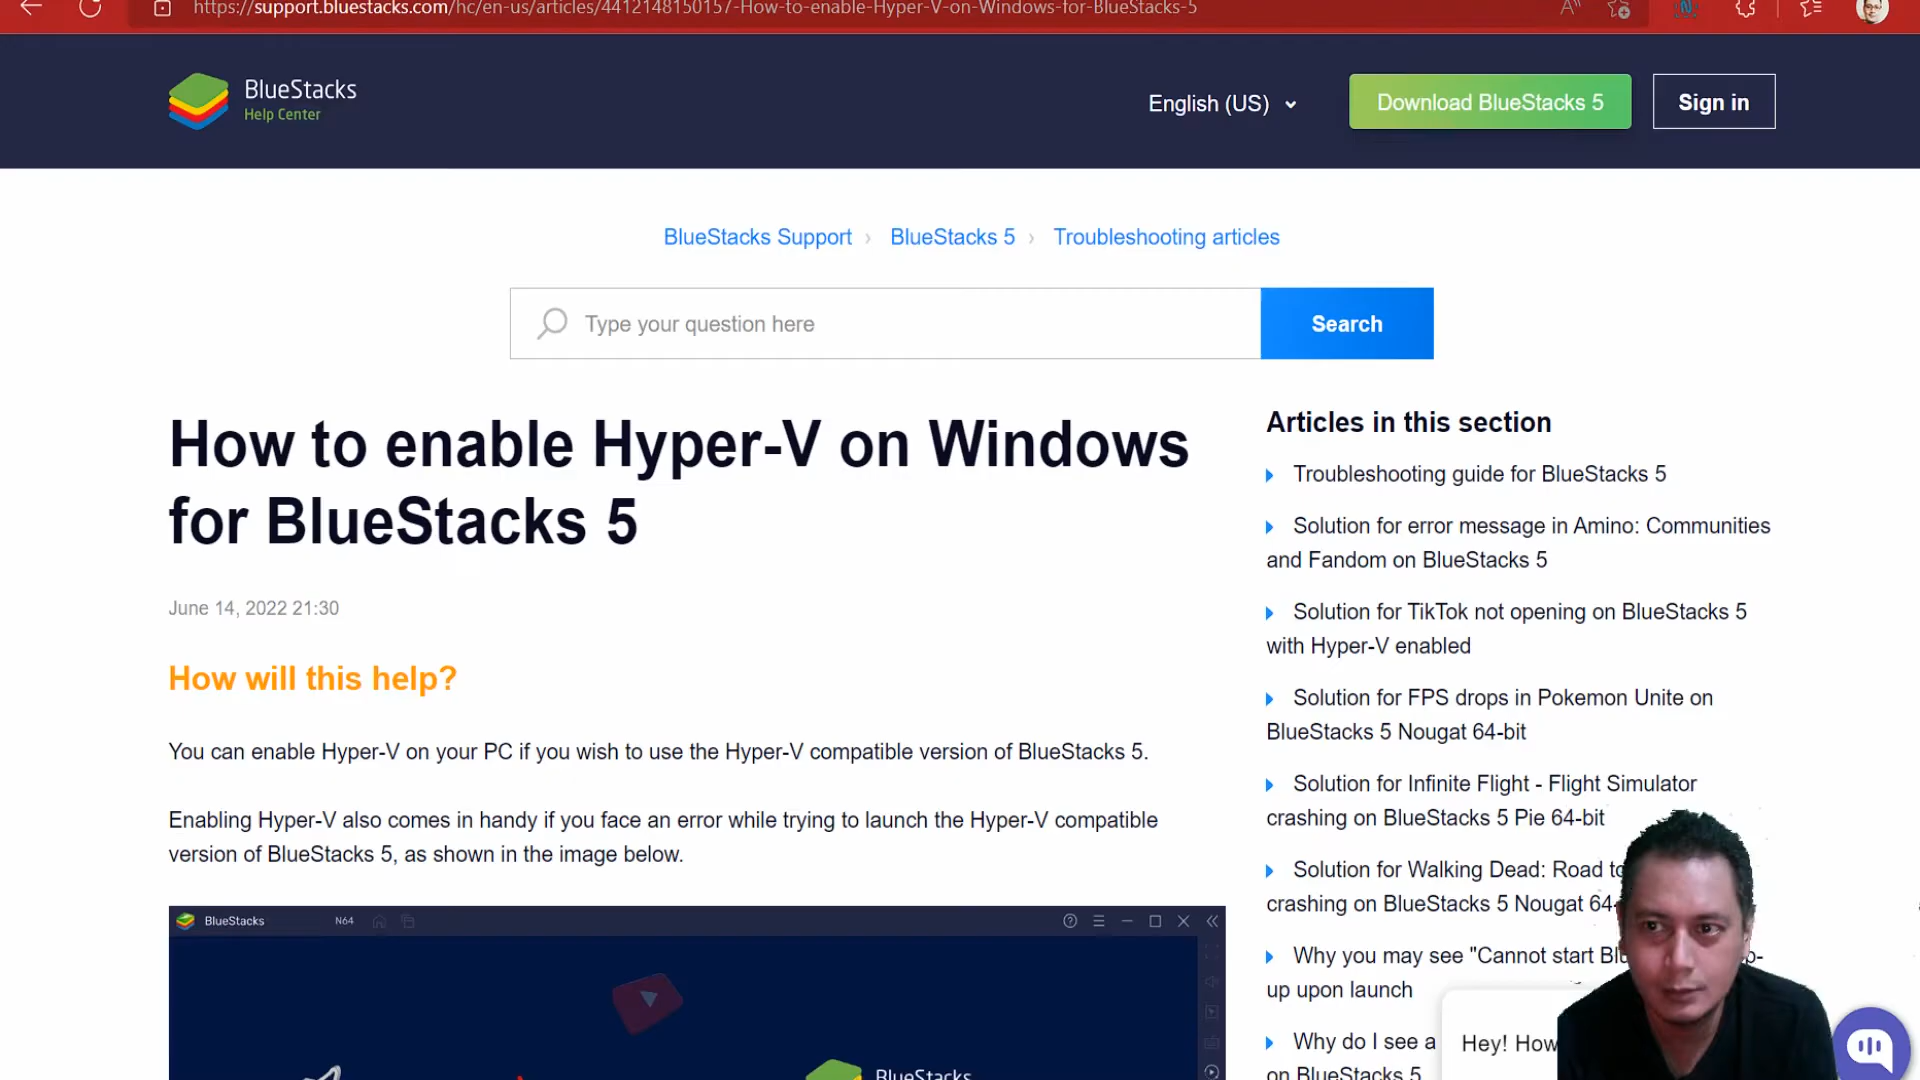 https://support.bluestacks.com/hc/en-us/articles/4412148150157-How-to-enable-Hyper-V-on-Windows-for-BlueStacks-5
BlueStacks
Help Center
English (US)
Download BlueStacks 5
Sign in
BlueStacks Support › BlueStacks 5 › Troubleshooting articles
Type your question here
Search
How to enable Hyper-V on Windows
for BlueStacks 5
June 14, 2022 21:30
How will this help?
You can enable Hyper-V on your PC if you wish to use the Hyper-V compatible version of BlueStacks 5.
Enabling Hyper-V also comes in handy if you face an error while trying to launch the Hyper-V compatible
version of BlueStacks 5, as shown in the image below.
BlueStacks N64
BlueStacks
Articles in this section
Troubleshooting guide for BlueStacks 5
Solution for error message in Amino: Communities
and Fandom on BlueStacks 5
Solution for TikTok not opening on BlueStacks 5
with Hyper-V enabled
Solution for FPS drops in Pokemon Unite on
BlueStacks 5 Nougat 64-bit
Solution for Infinite Flight - Flight Simulator
crashing on BlueStacks 5 Pie 64-bit
Solution for Walking Dead: Road to
crashing on BlueStacks 5 Nougat 64-
Why you may see "Cannot start Bl p-
up upon launch
Why do I see a
on BlueStacks 5
Hey! How